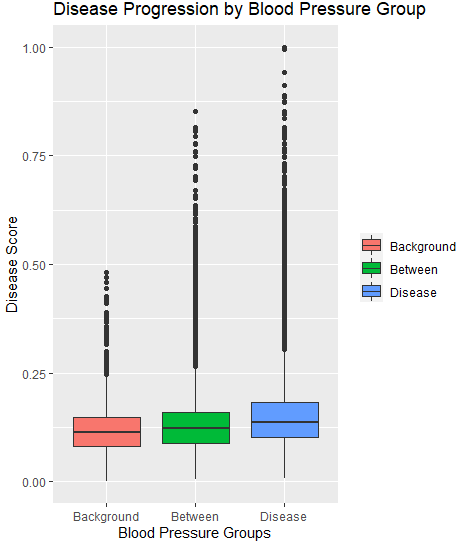 Disease Progression by Blood Pressure Group
1.00
0.75
0.50
0.25
0.00
Disease Score
Background
Between
Disease
Background Between Disease
Blood Pressure Groups